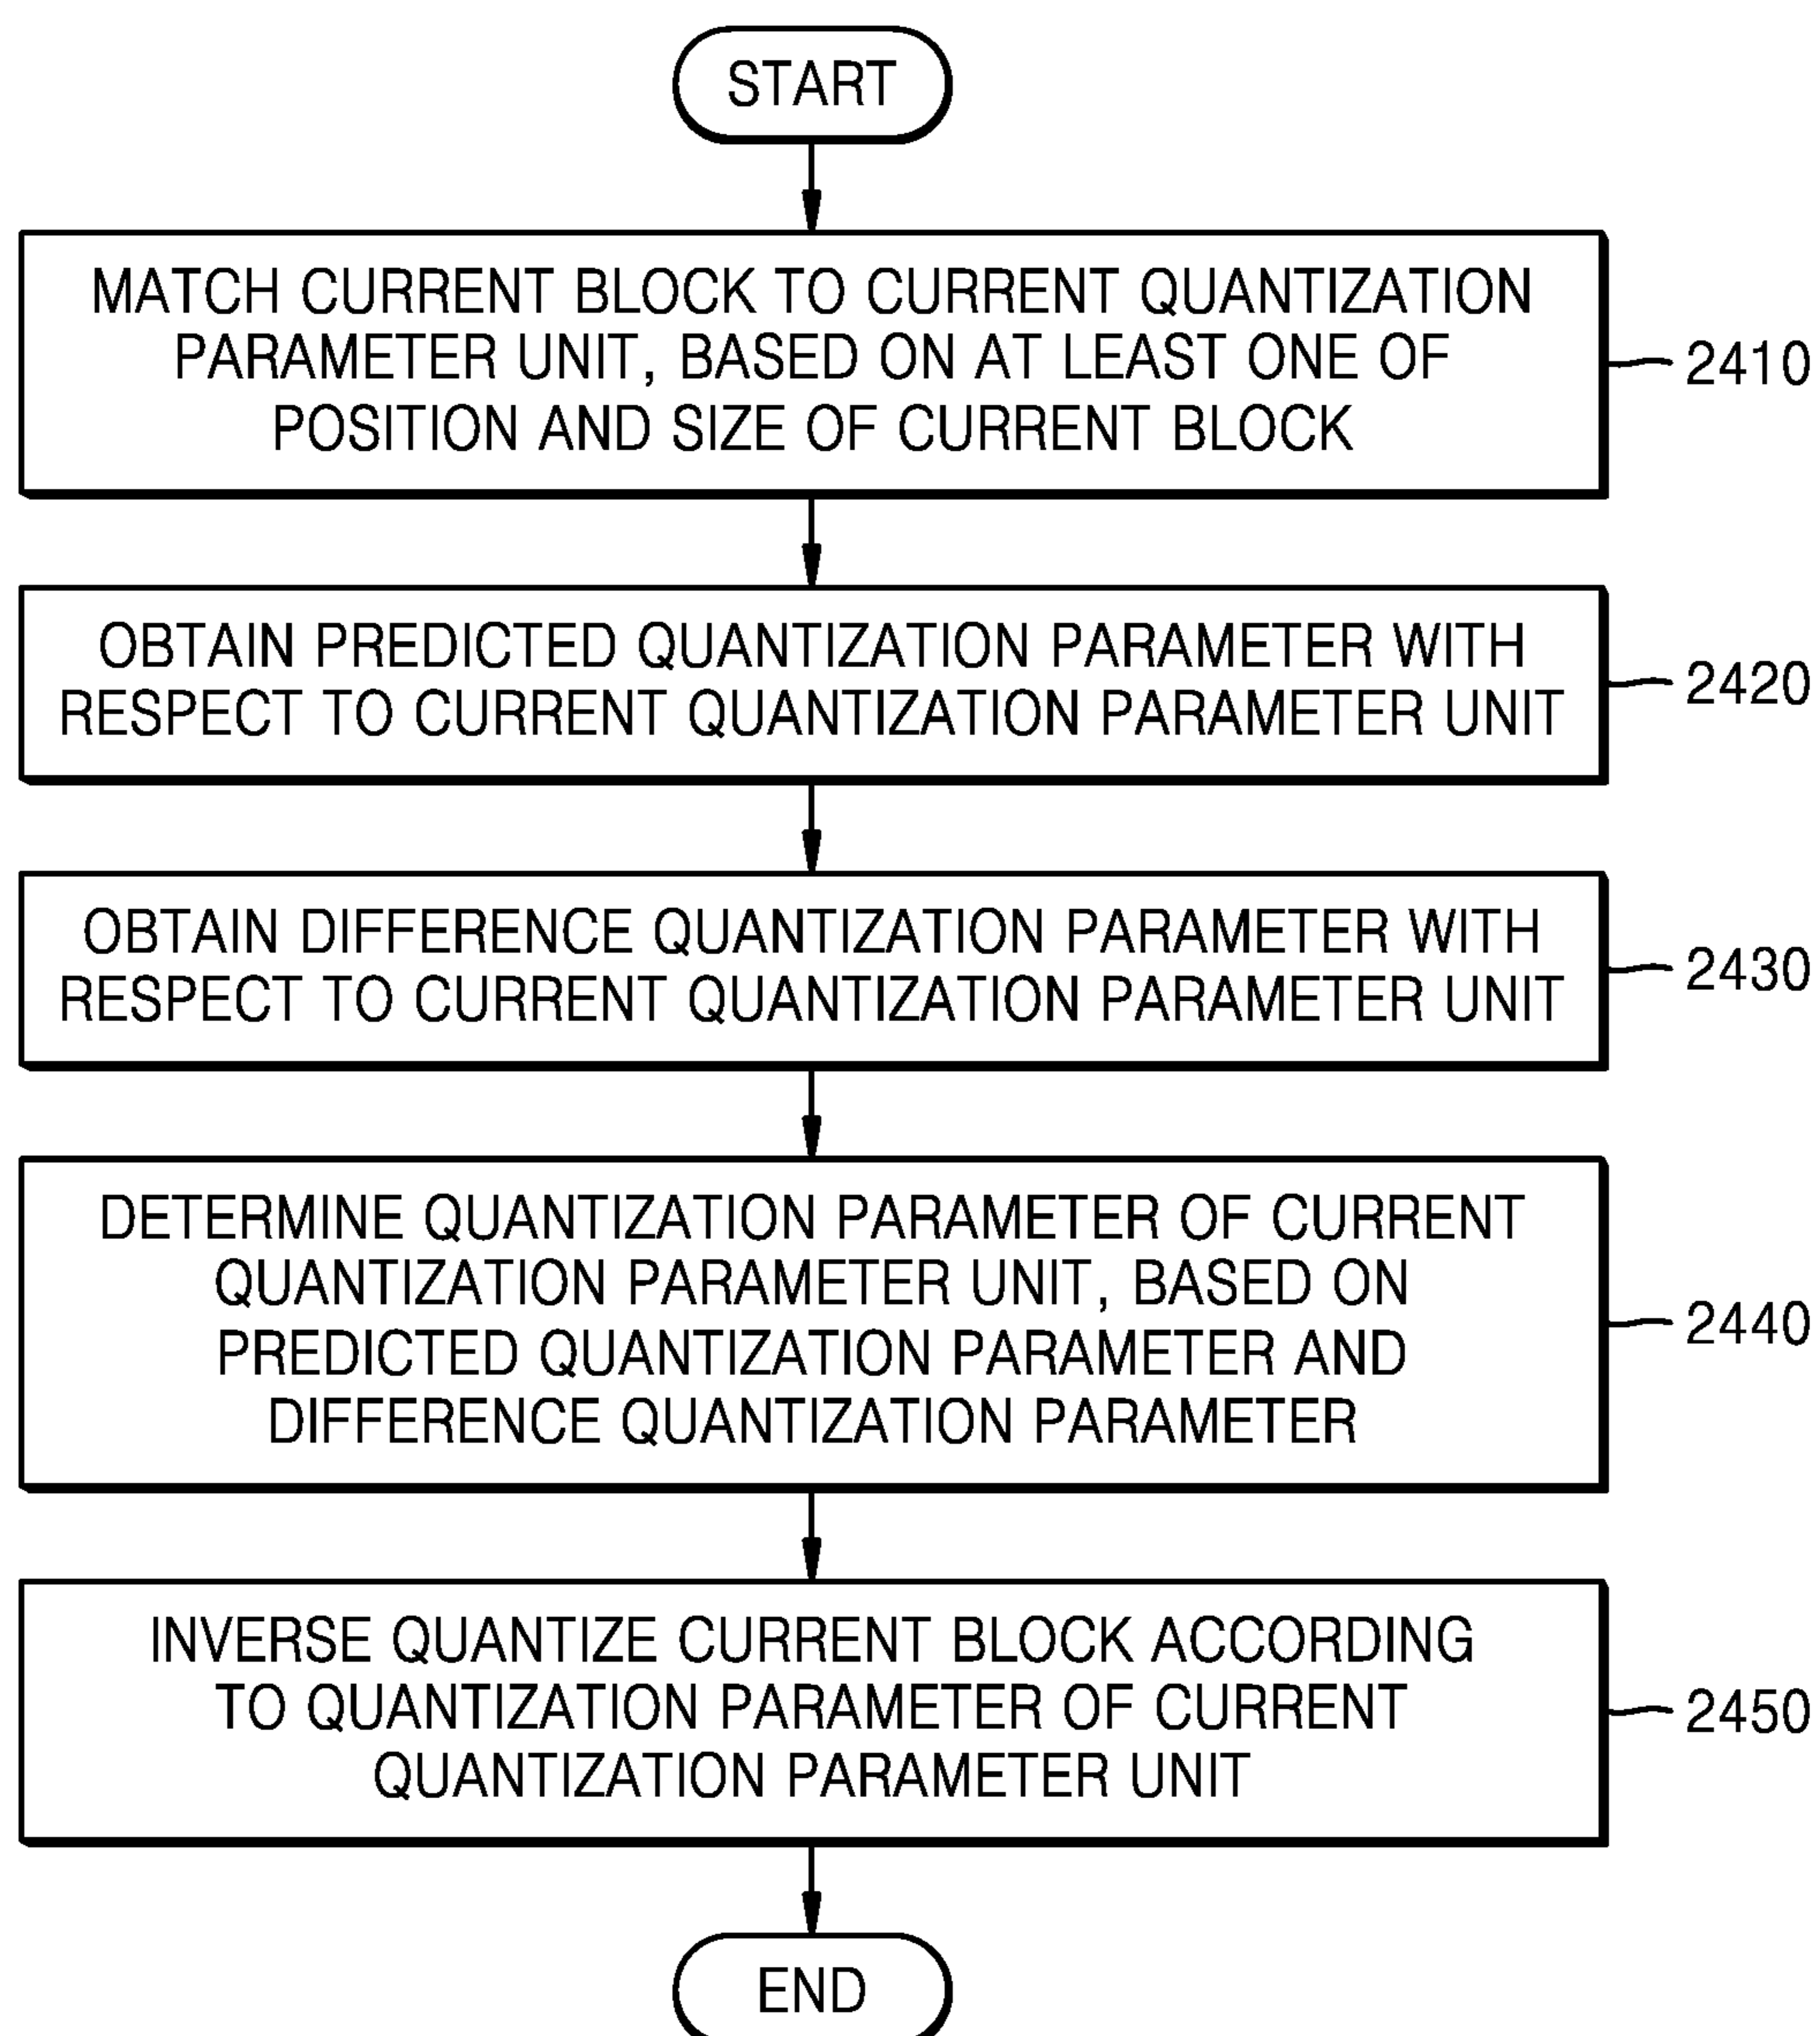 START
MATCH CURRENT BLOCK TO CURRENT QUANTIZATION
PARAMETER UNIT, BASED ON AT LEAST ONE OF
POSITION AND SIZE OF CURRENT BLOCK
2410
OBTAIN PREDICTED QUANTIZATION PARAMETER WITH
RESPECT TO CURRENT QUANTIZATION PARAMETER UNIT
2420
OBTAIN DIFFERENCE QUANTIZATION PARAMETER WITH
RESPECT TO CURRENT QUANTIZATION PARAMETER UNIT
2430
DETERMINE QUANTIZATION PARAMETER OF CURRENT
QUANTIZATION PARAMETER UNIT, BASED ON
PREDICTED QUANTIZATION PARAMETER AND
DIFFERENCE QUANTIZATION PARAMETER
2440
INVERSE QUANTIZE CURRENT BLOCK ACCORDING
TO QUANTIZATION PARAMETER OF CURRENT
QUANTIZATION PARAMETER UNIT
2450
END